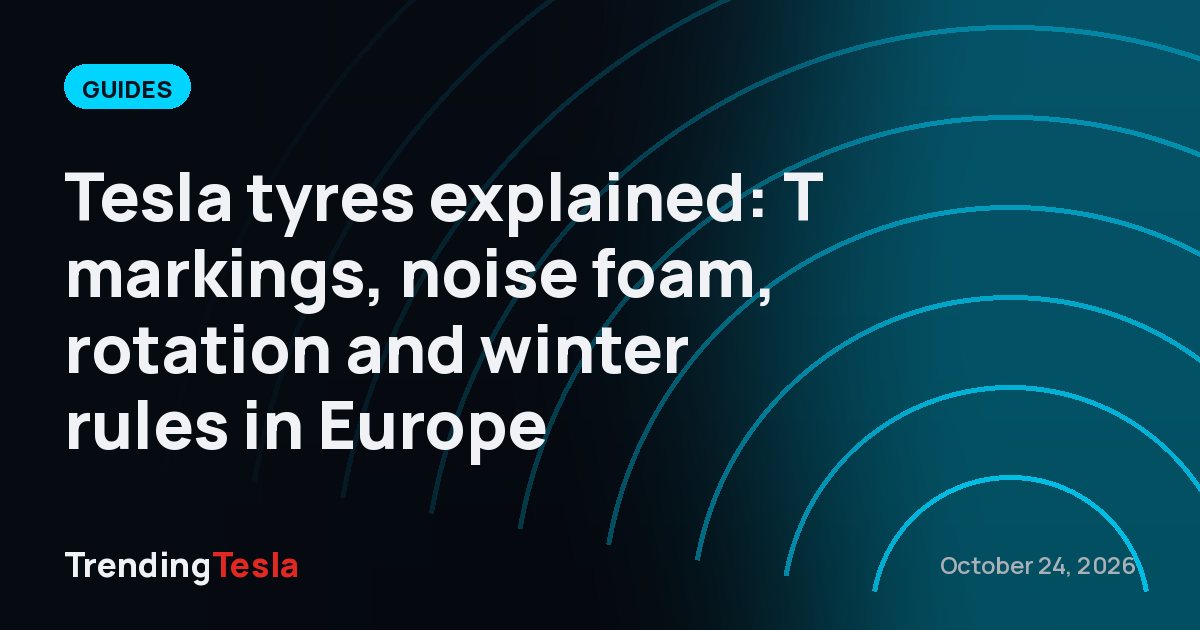 GUIDES
Tesla tyres explained: T
markings, noise foam,
rotation and winter
rules in Europe
TrendingTesla
October 24, 2026